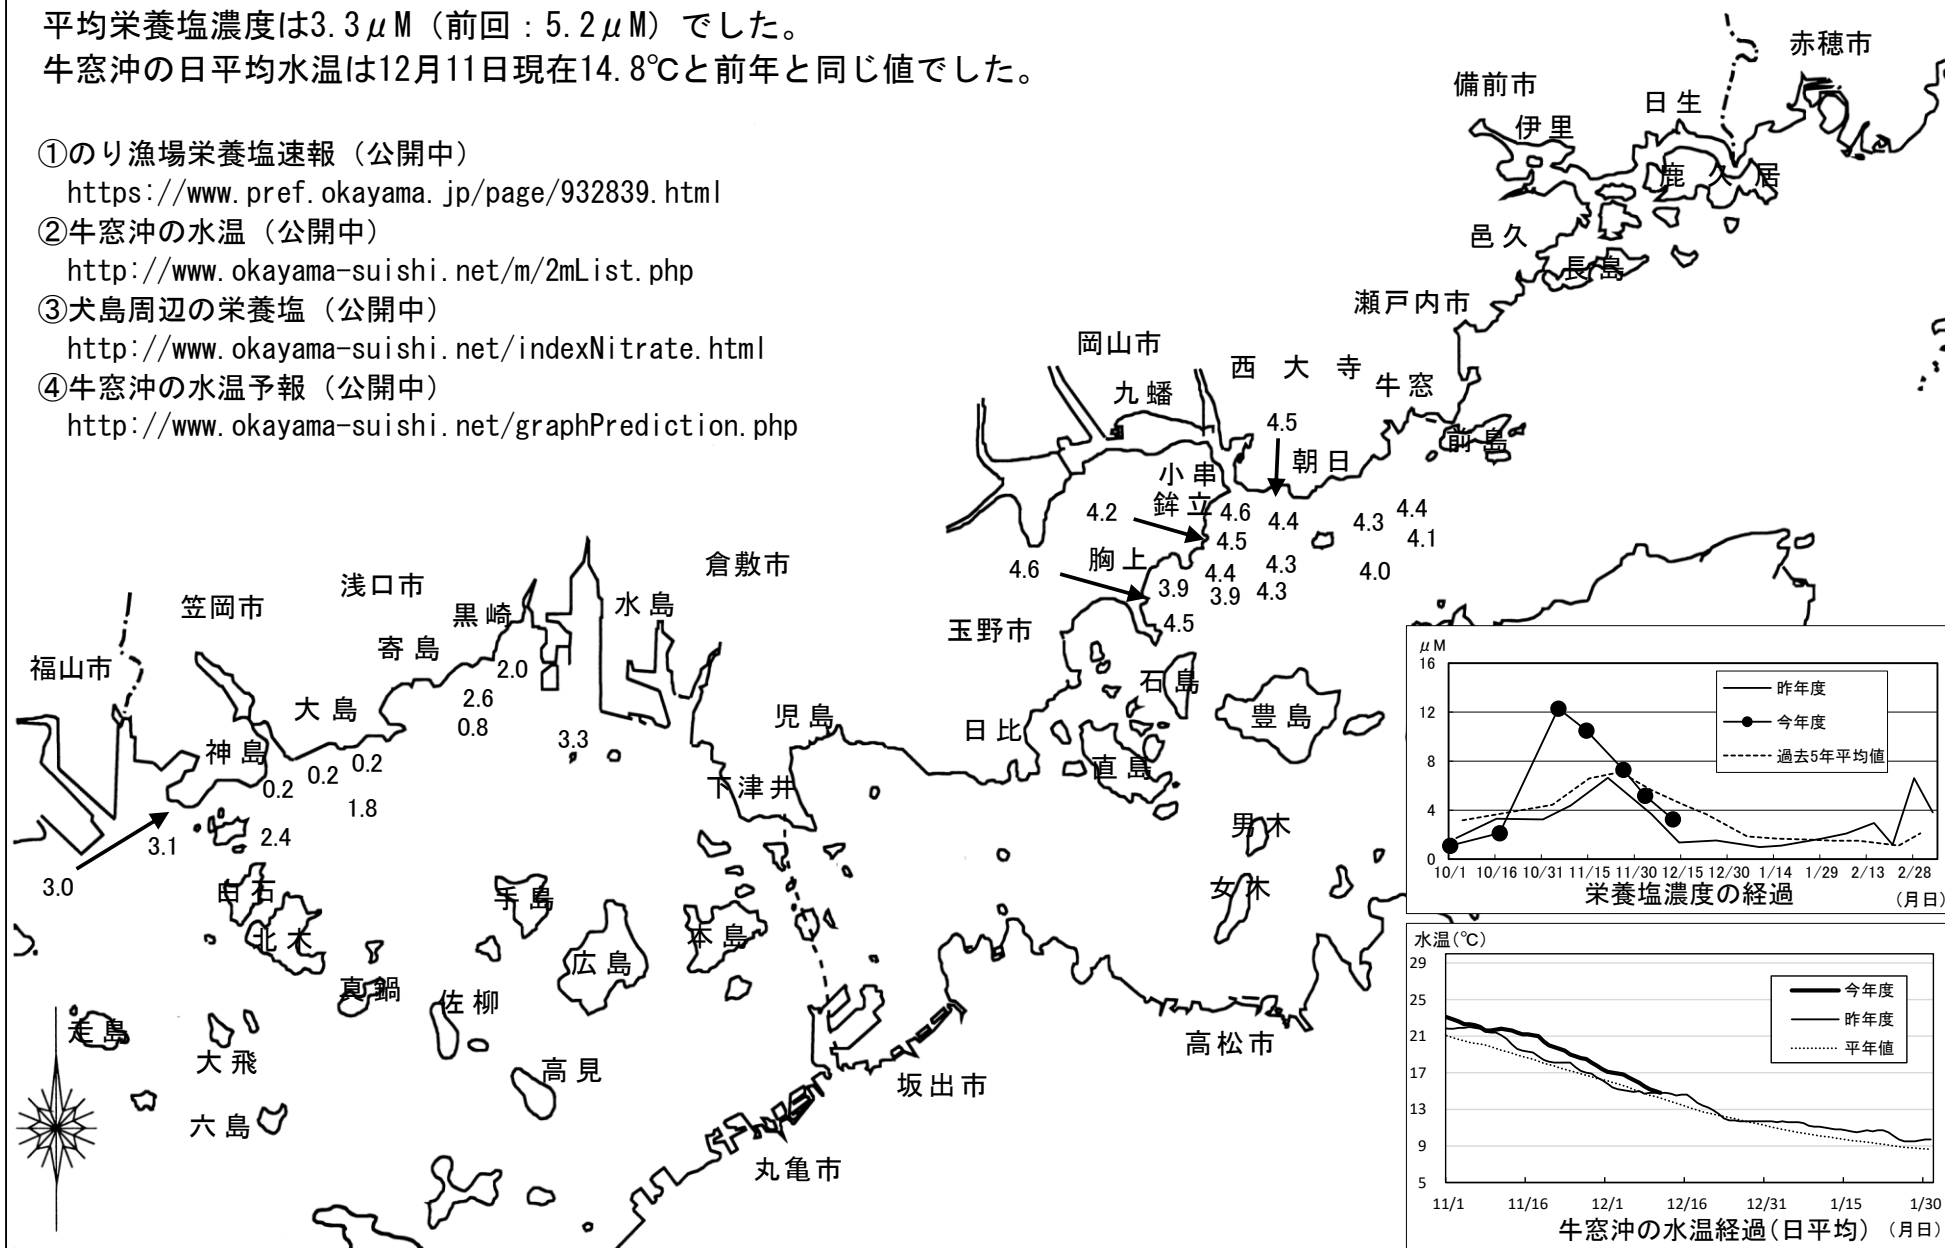 平均栄養塩濃度は3.3μM（前回：5.2μM）でした。
牛窓沖の日平均水温は12月11日現在14.8℃と前年と同じ値でした。
①のり漁場栄養塩速報（公開中）
https://www.pref.okayama.jp/page/932839.html
②牛窓沖の水温（公開中）
http://www.okayama-suishi.net/m/2mList.php
③犬島周辺の栄養塩（公開中）
http://www.okayama-suishi.net/indexNitrate.html
④牛窓沖の水温予報（公開中）
http://www.okayama-suishi.net/graphPrediction.php
赤穂市
備前市
日生
伊里
鹿久居
邑久
長島
瀬戸内市
岡山市
西大寺
牛窓
九蟠
4.5
前島
朝日
小串
鉾立
4.2
4.6
4.4
4.3
4.4
4.5
4.1
胸上
4.6
4.4
4.3
4.0
3.9
3.9
4.3
4.5
玉野市
倉敷市
浅口市
笠岡市
黒崎
水島
寄島
福山市
2.0
石島
2.6
大島
児島
日比
豊島
0.8
3.3
神島
0.2
0.2
0.2
直島
下津井
1.8
男木
2.4
3.1
3.0
白石
手島
女木
北木
本島
広島
真鍋
佐柳
走島
大飛
高見
高松市
坂出市
六島
丸亀市
μM
16
12
8
4
0
昨年度
今年度
過去5年平均値
10/1 10/16 10/31 11/15 11/30 12/15 12/30 1/14 1/29 2/13 2/28
栄養塩濃度の経過
（月日）
水温(℃)
29
25
21
17
13
9
5
今年度
昨年度
平年値
11/1 11/16 12/1 12/16 12/31 1/15 1/30
牛窓沖の水温経過(日平均)
（月日）